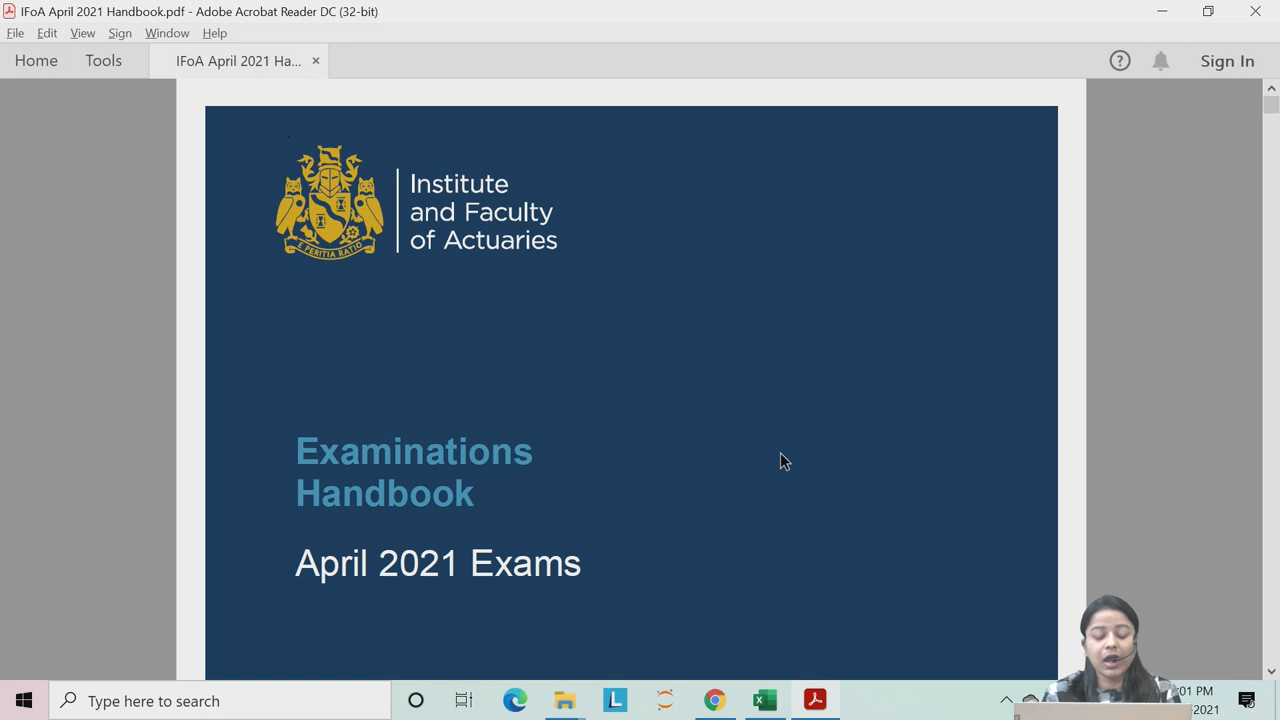 IFoA April 2021 Handbook.pdf - Adobe Acrobat Reader DC (32-bit)
File Edit View Sign Window Help
Home Tools IFoA April 2021 Ha... × Sign In
Institute
and Faculty
of Actuaries
E PERITIA RATIO
Examinations
Handbook
April 2021 Exams
Type here to search
:01 PM
2021